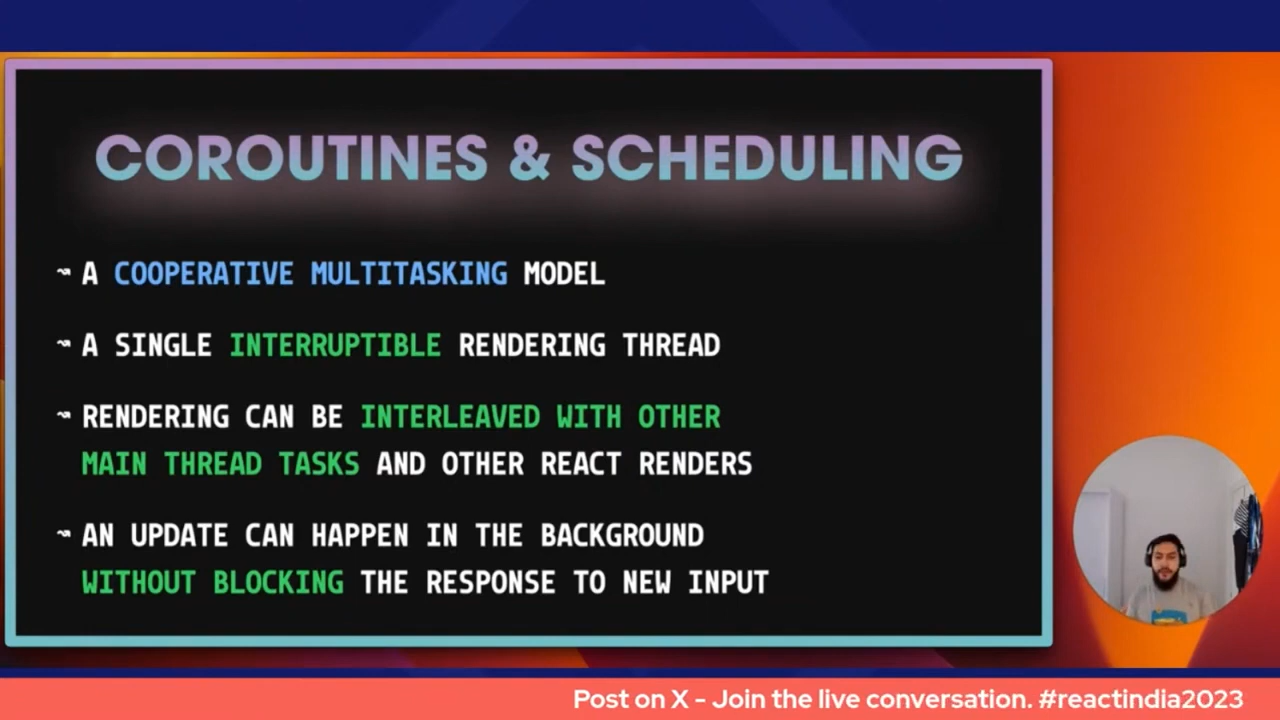 COROUTINES & SCHEDULING
↝ A COOPERATIVE MULTITASKING MODEL
↝ A SINGLE INTERRUPTIBLE RENDERING THREAD
↝ RENDERING CAN BE INTERLEAVED WITH OTHER
MAIN THREAD TASKS AND OTHER REACT RENDERS
↝ AN UPDATE CAN HAPPEN IN THE BACKGROUND
WITHOUT BLOCKING THE RESPONSE TO NEW INPUT
Post on X - Join the live conversation. #reactindia2023